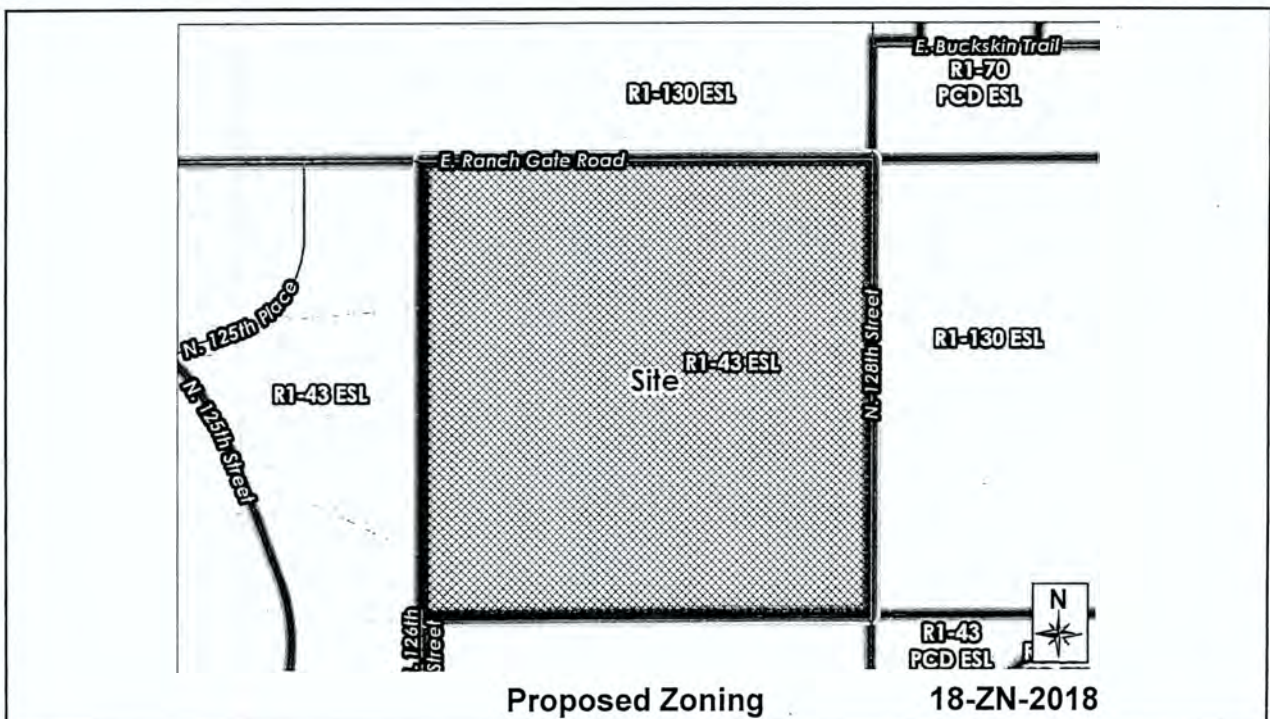 E. Buckskin Trail
R1-70
PCD ESL
R1-130 ESL
E. Ranch Gate Road
N. 125th Place
N. 128th Street
R1-130 ESL
R1-43 ESL
Site
R1-43 ESL
N. 125th Street
126th
Street
N
R1-43
PCD ESL
Proposed Zoning
18-ZN-2018